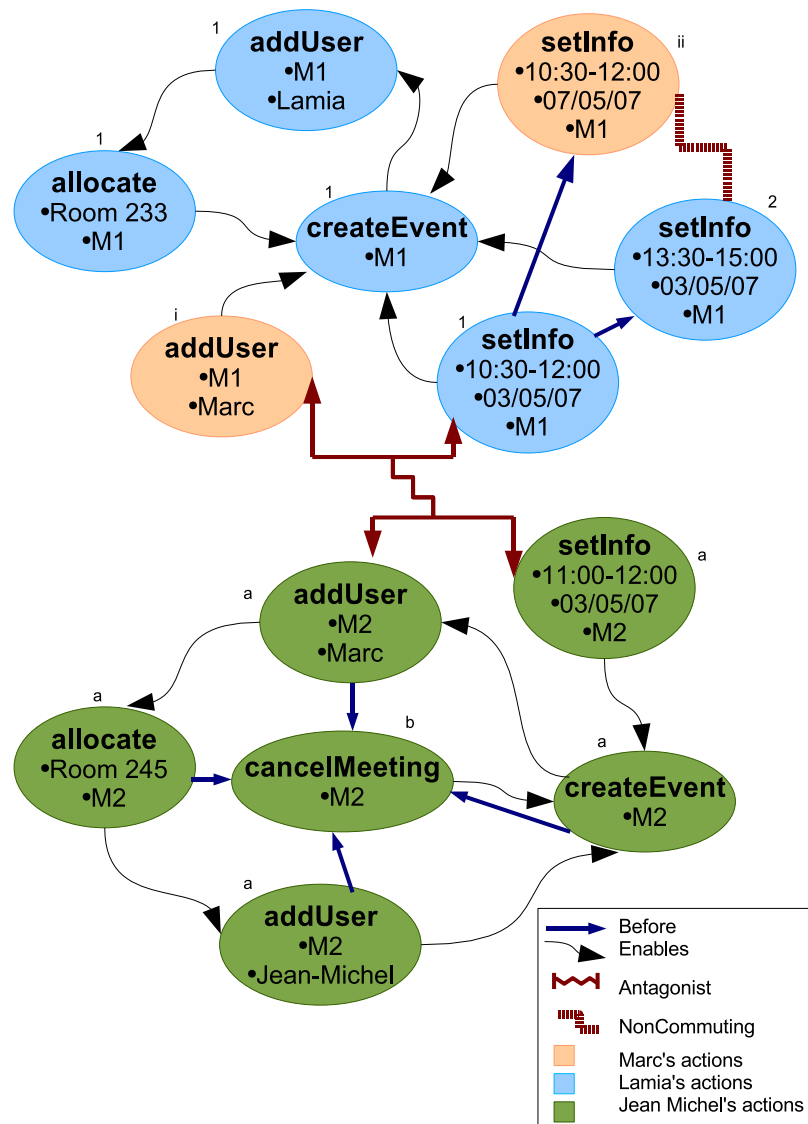 1
addUser
•M1
•Lamia
ii
setInfo
•10:30-12:00
•07/05/07
•M1
1
allocate
•Room 233
•M1
1
createEvent
•M1
2
setInfo
•13:30-15:00
•03/05/07
•M1
i
addUser
•M1
•Marc
1
setInfo
•10:30-12:00
•03/05/07
•M1
a
setInfo
•11:00-12:00
•03/05/07
•M2
a
addUser
•M2
•Marc
a
allocate
•Room 245
•M2
b
cancelMeeting
•M2
a
createEvent
•M2
a
addUser
•M2
•Jean-Michel
Before
Enables
Antagonist
NonCommuting
Marc's actions
Lamia's actions
Jean Michel's actions